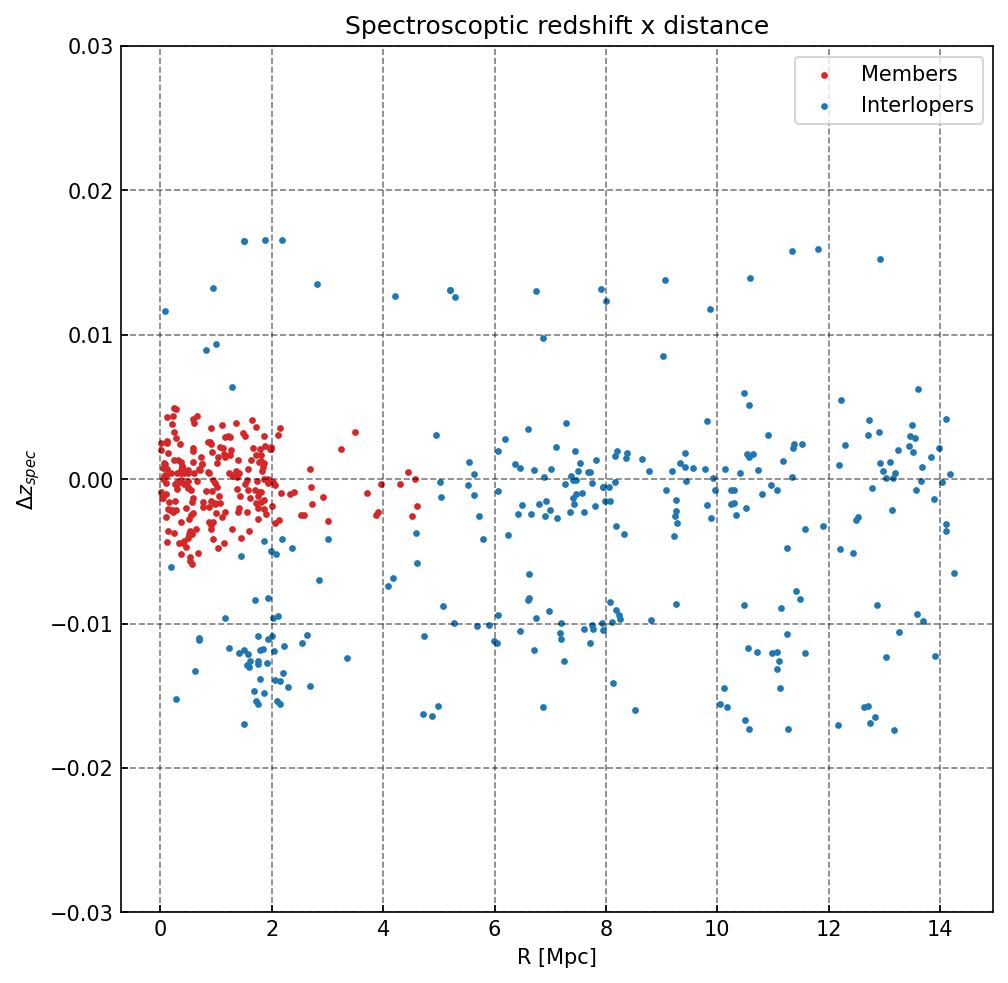 Spectroscoptic redshift x distance
Members
Interlopers
0.03
0.02
0.01
0.00
−0.01
−0.02
−0.03
Δz_spec
0 2 4 6 8 10 12 14
R [Mpc]